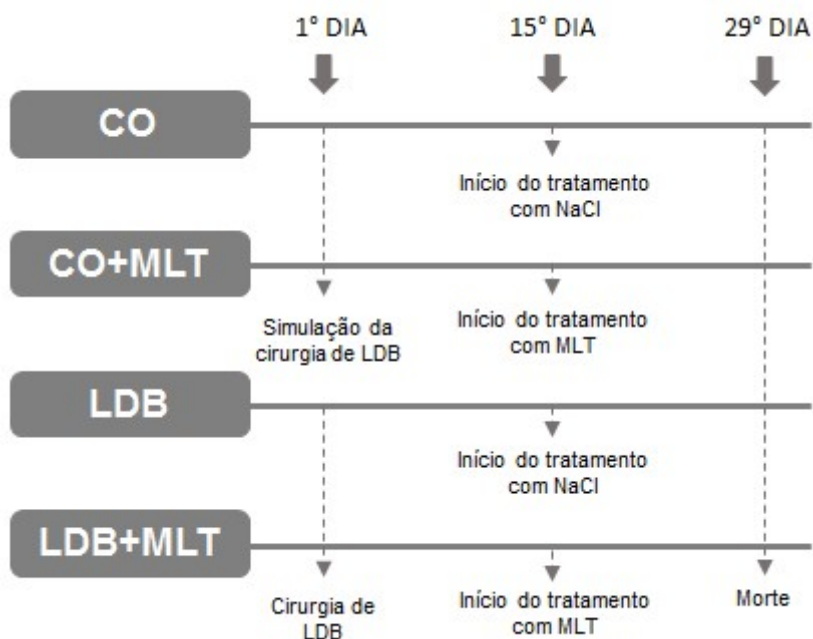 1° DIA
15° DIA
29° DIA
CO
Início do tratamento
com NaCl
CO+MLT
Simulação da
cirurgia de LDB
Início do tratamento
com MLT
LDB
Início do tratamento
com NaCl
LDB+MLT
Cirurgia de
LDB
Início do tratamento
com MLT
Morte